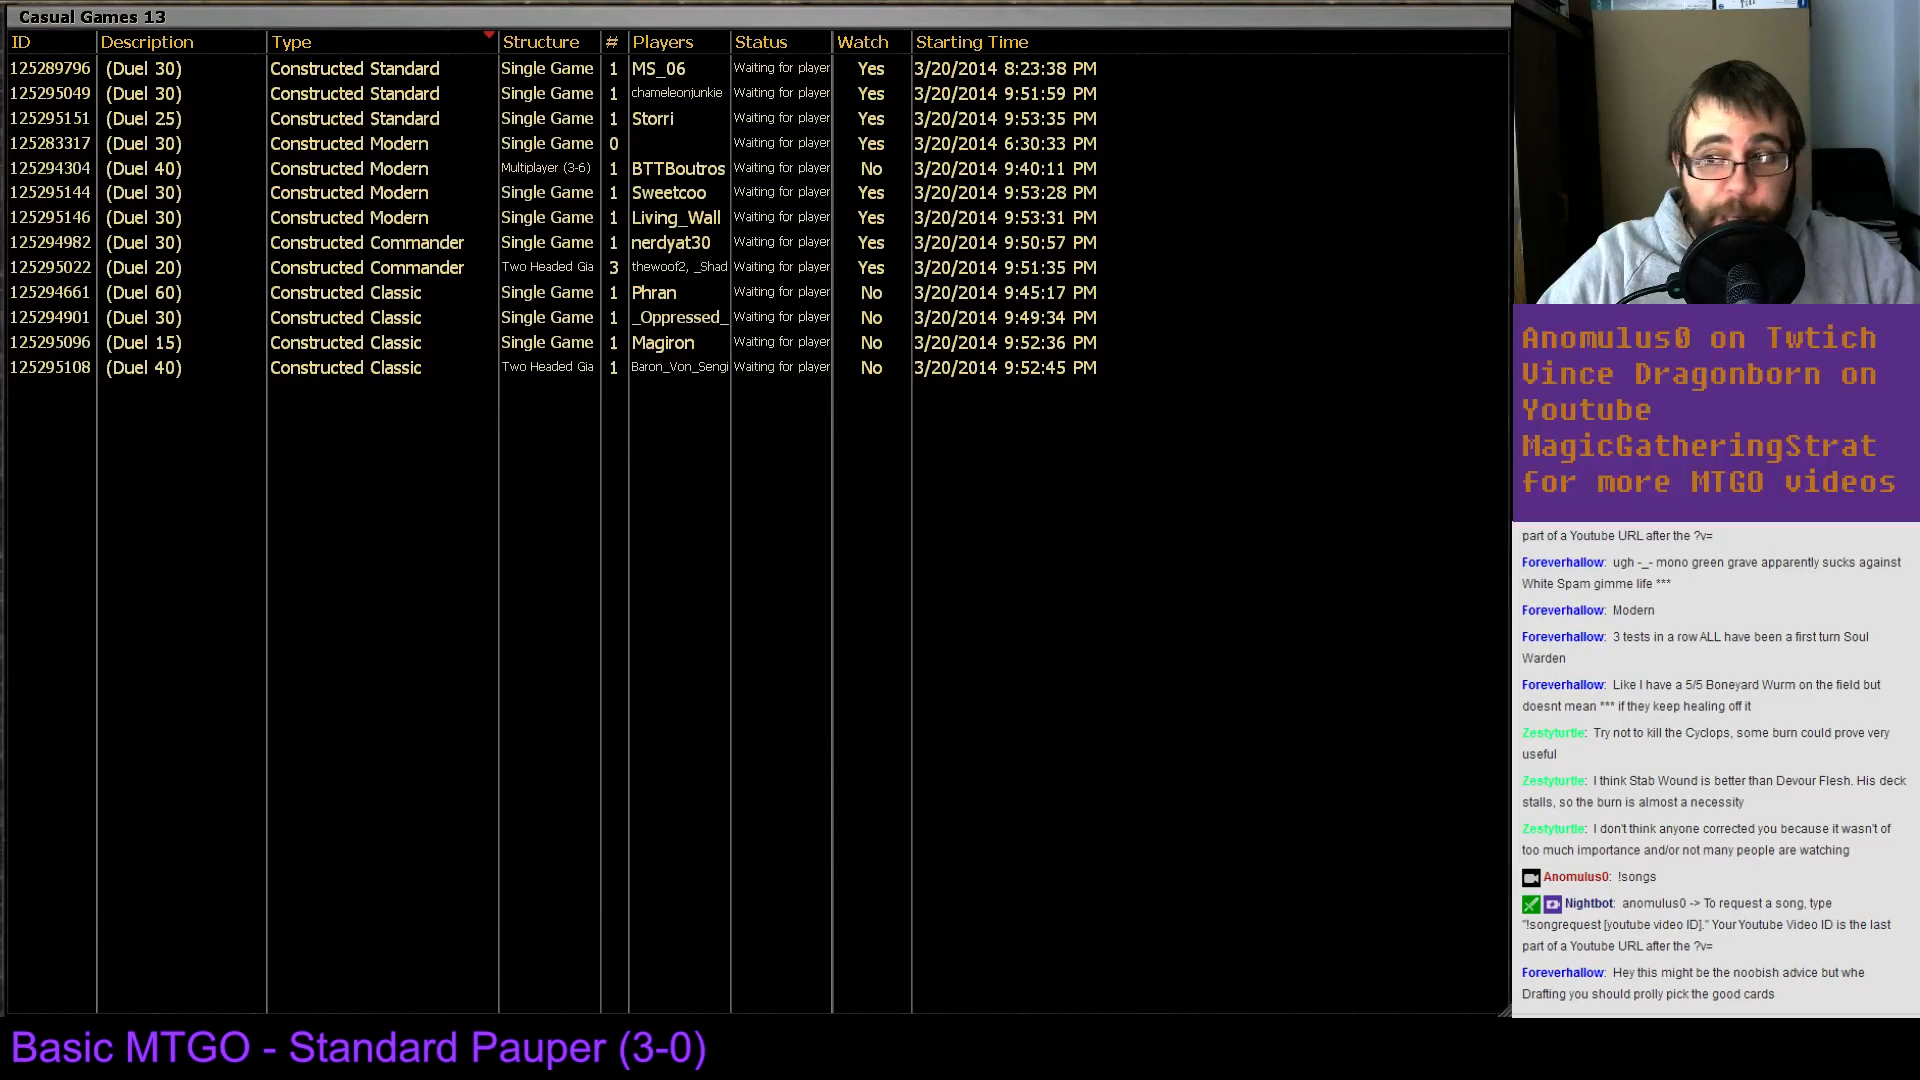 Casual Games 13
ID Description Type Structure # Players Status Watch Starting Time
125289796 (Duel 30) Constructed Standard Single Game 1 MS_06 Waiting for player Yes 3/20/2014 8:23:38 PM
125295049 (Duel 30) Constructed Standard Single Game 1 chameleonjunkie Waiting for player Yes 3/20/2014 9:51:59 PM
125295151 (Duel 25) Constructed Standard Single Game 1 Storri Waiting for player Yes 3/20/2014 9:53:35 PM
125283317 (Duel 30) Constructed Modern Single Game 0 Waiting for player Yes 3/20/2014 6:30:33 PM
125294304 (Duel 40) Constructed Modern Multiplayer (3-6) 1 BTTBoutros Waiting for player No 3/20/2014 9:40:11 PM
125295144 (Duel 30) Constructed Modern Single Game 1 Sweetcoo Waiting for player Yes 3/20/2014 9:53:28 PM
125295146 (Duel 30) Constructed Modern Single Game 1 Living_Wall Waiting for player Yes 3/20/2014 9:53:31 PM
125294982 (Duel 30) Constructed Commander Single Game 1 nerdyat30 Waiting for player Yes 3/20/2014 9:50:57 PM
125295022 (Duel 20) Constructed Commander Two Headed Gia 3 thewoof2, _Shad Waiting for player Yes 3/20/2014 9:51:35 PM
125294661 (Duel 60) Constructed Classic Single Game 1 Phran Waiting for player No 3/20/2014 9:45:17 PM
125294901 (Duel 30) Constructed Classic Single Game 1 _Oppressed_ Waiting for player No 3/20/2014 9:49:34 PM
125295096 (Duel 15) Constructed Classic Single Game 1 Magiron Waiting for player No 3/20/2014 9:52:36 PM
125295108 (Duel 40) Constructed Classic Two Headed Gia 1 Baron_Von_Sengi Waiting for player No 3/20/2014 9:52:45 PM
Anomulus0 on Twtich
Vince Dragonborn on
Youtube
MagicGatheringStrat
for more MTGO videos
part of a Youtube URL after the ?v=
Foreverhallow: ugh -_- mono green grave apparently sucks against
White Spam gimme life ***
Foreverhallow: Modern
Foreverhallow: 3 tests in a row ALL have been a first turn Soul
Warden
Foreverhallow: Like I have a 5/5 Boneyard Wurm on the field but
doesnt mean *** if they keep healing off it
Zestyturtle: Try not to kill the Cyclops, some burn could prove very
useful
Zestyturtle: I think Stab Wound is better than Devour Flesh. His deck
stalls, so the burn is almost a necessity
Zestyturtle: I don't think anyone corrected you because it wasn't of
too much importance and/or not many people are watching
Anomulus0: !songs
Nightbot: anomulus0 -> To request a song, type
"!songrequest [youtube video ID]." Your Youtube Video ID is the last
part of a Youtube URL after the ?v=
Foreverhallow: Hey this might be the noobish advice but whe
Drafting you should prolly pick the good cards
Basic MTGO - Standard Pauper (3-0)